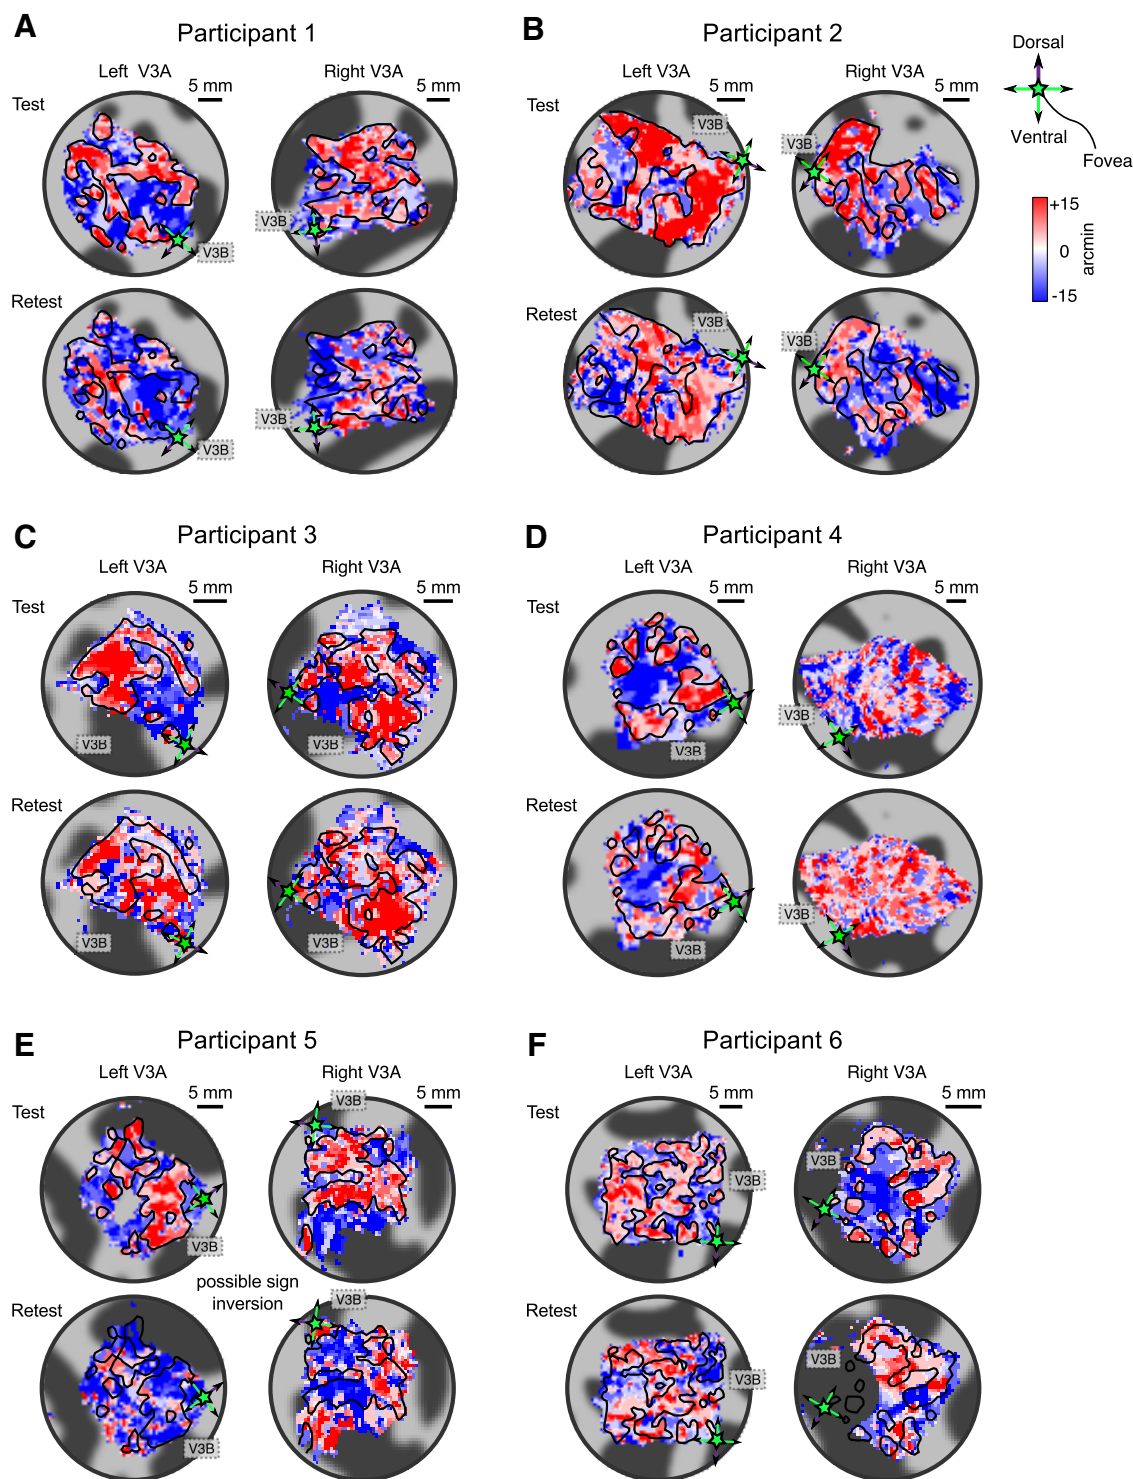 A
Participant 1
Left V3A
Right V3A
5 mm
5 mm
Test
V3B
V3B
Retest
V3B
V3B
B
Participant 2
Left V3A
Right V3A
5 mm
5 mm
Test
V3B
V3B
Retest
V3B
V3B
Dorsal
Ventral
Fovea
+15
0
-15
arcmin
C
Participant 3
Left V3A
Right V3A
5 mm
5 mm
Test
V3B
V3B
Retest
V3B
V3B
D
Participant 4
Left V3A
Right V3A
5 mm
5 mm
Test
V3B
V3B
Retest
V3B
V3B
E
Participant 5
Left V3A
Right V3A
5 mm
5 mm
Test
V3B
V3B
possible sign
inversion
Retest
V3B
V3B
F
Participant 6
Left V3A
Right V3A
5 mm
5 mm
Test
V3B
V3B
Retest
V3B
V3B